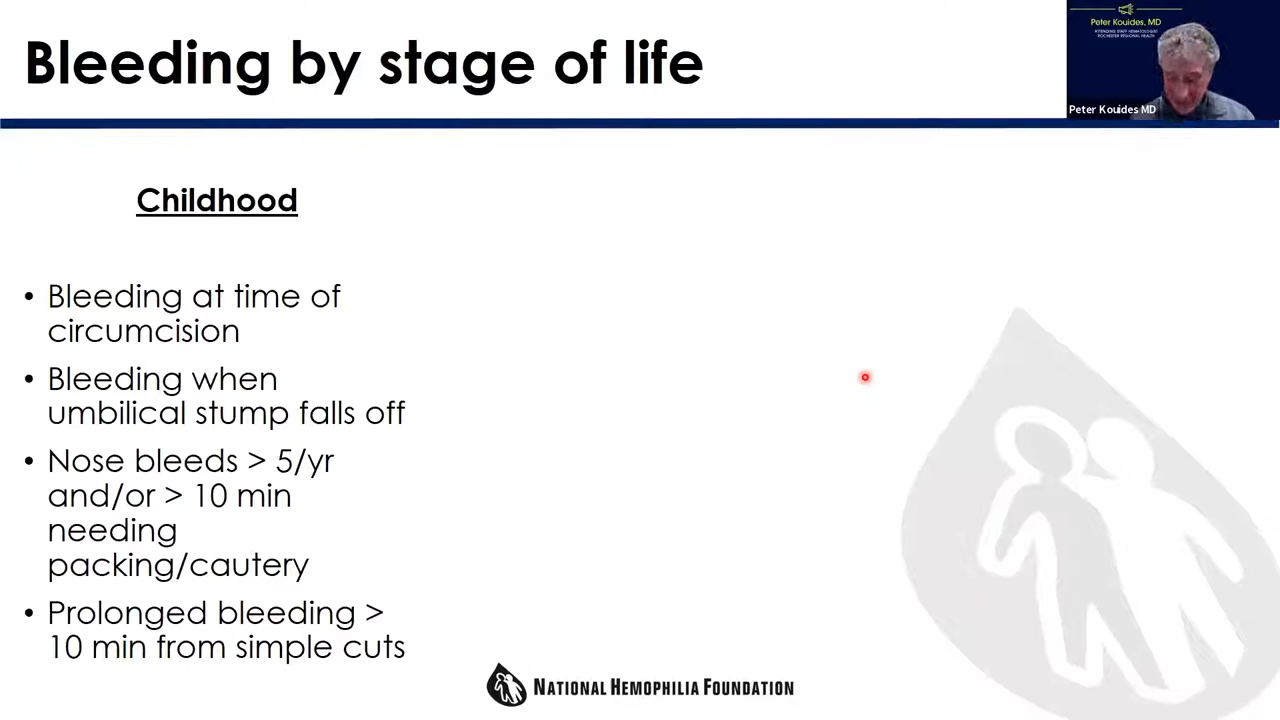 Bleeding by stage of life
Peter Kouides, MD
ATTENDING STAFF HEMATOLOGIST
ROCHESTER REGIONAL HEALTH
Peter Kouides MD
Childhood
• Bleeding at time of
circumcision
• Bleeding when
umbilical stump falls off
• Nose bleeds > 5/yr
and/or > 10 min
needing
packing/cautery
• Prolonged bleeding >
10 min from simple cuts
NATIONAL HEMOPHILIA FOUNDATION